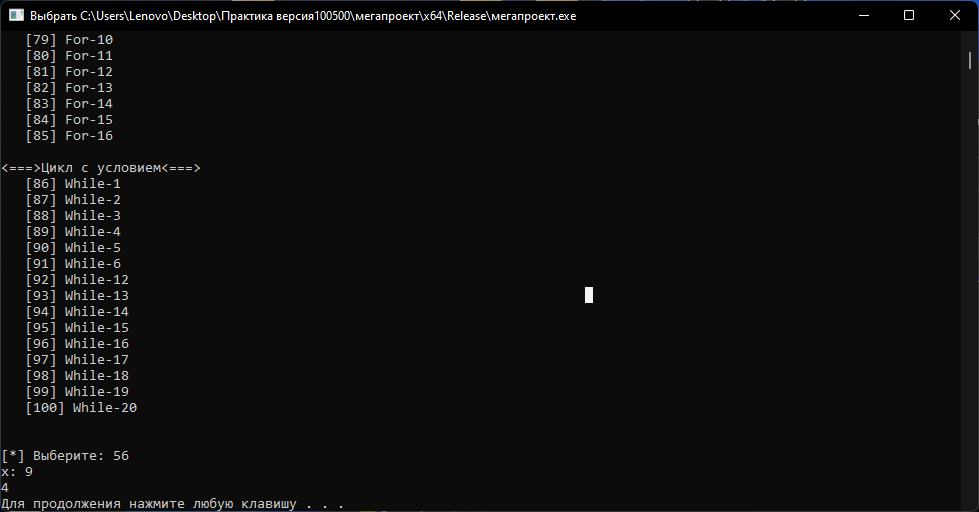 Выбрать C:\Users\Lenovo\Desktop\Практика версия100500\мегапроект\x64\Release\мегапроект.exe
[79] For-10
[80] For-11
[81] For-12
[82] For-13
[83] For-14
[84] For-15
[85] For-16
<===>Цикл с условием<===>
[86] While-1
[87] While-2
[88] While-3
[89] While-4
[90] While-5
[91] While-6
[92] While-12
[93] While-13
[94] While-14
[95] While-15
[96] While-16
[97] While-17
[98] While-18
[99] While-19
[100] While-20
[*] Выберите: 56
x: 9
4
Для продолжения нажмите любую клавишу . . .